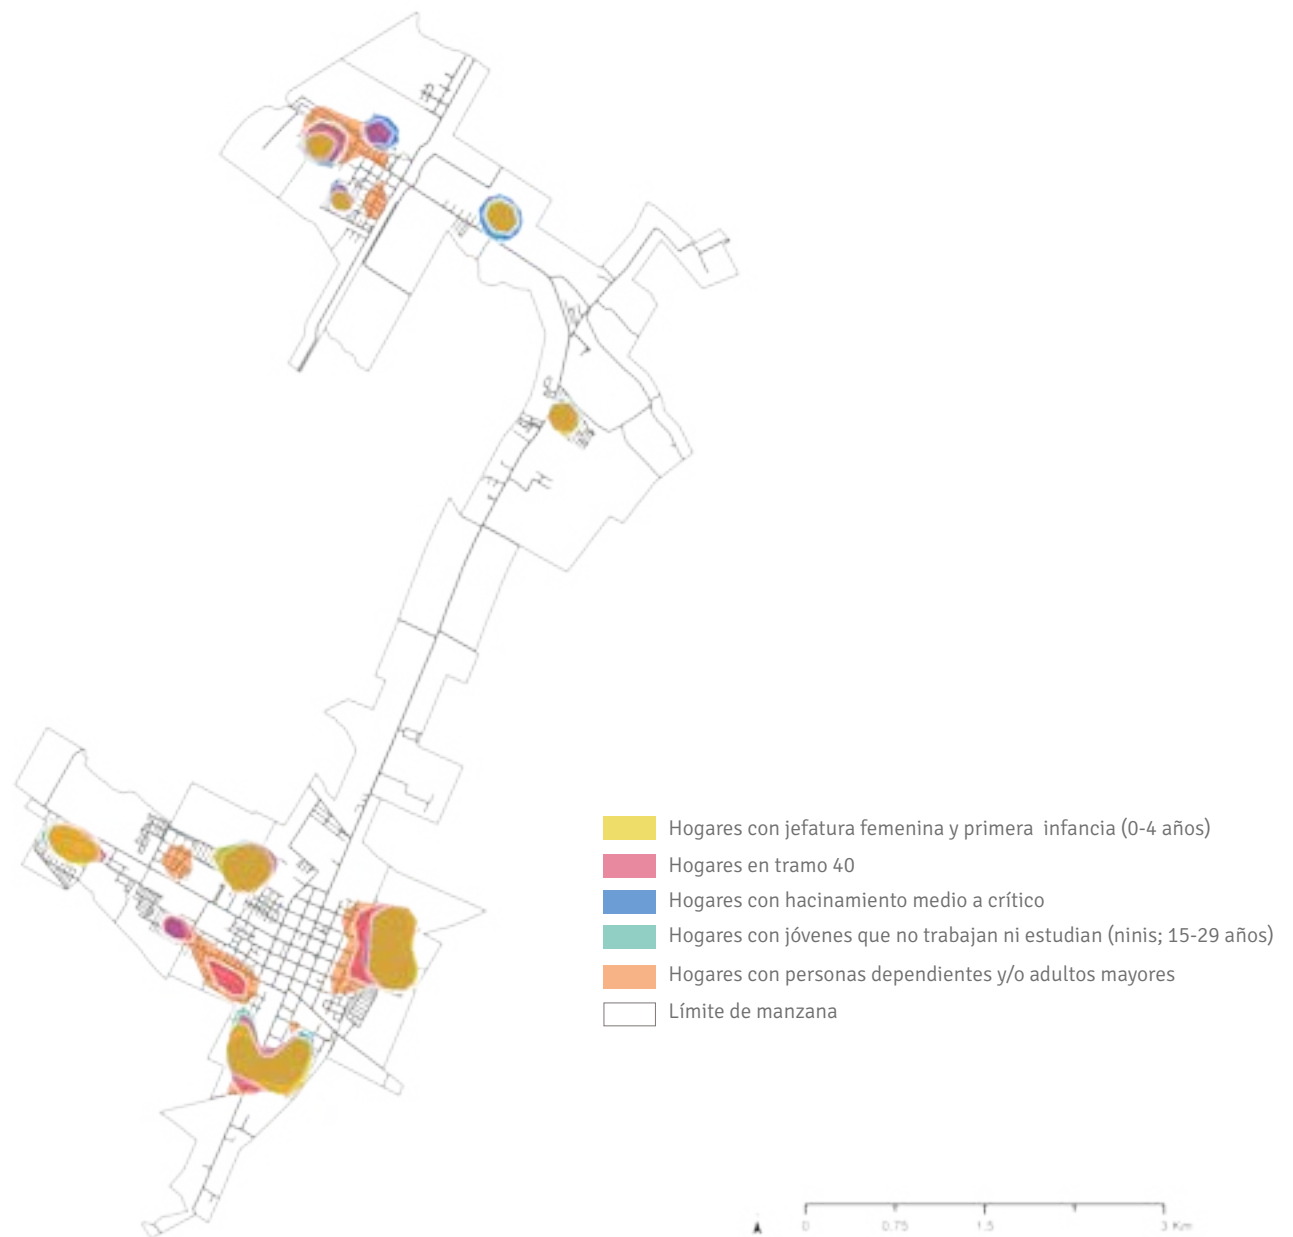 Hogares con jefatura femenina y primera infancia (0-4 años)
Hogares en tramo 40
Hogares con hacinamiento medio a crítico
Hogares con jóvenes que no trabajan ni estudian (ninis; 15-29 años)
Hogares con personas dependientes y/o adultos mayores
Límite de manzana
0 0.75 1.5 3 Km